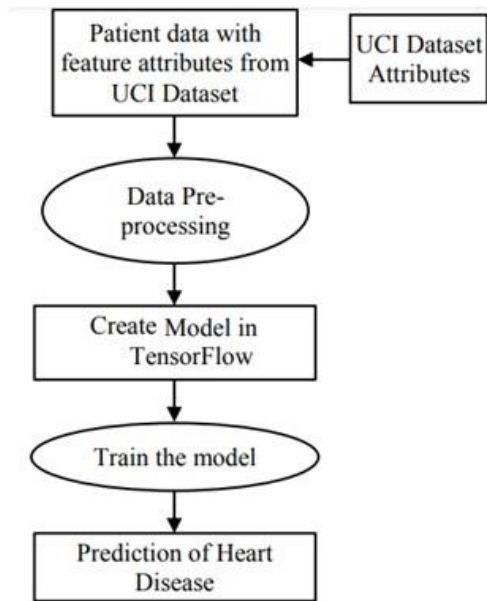 Patient data with
feature attributes from
UCI Dataset
UCI Dataset
Attributes
Data Pre-
processing
Create Model in
TensorFlow
Train the model
Prediction of Heart
Disease